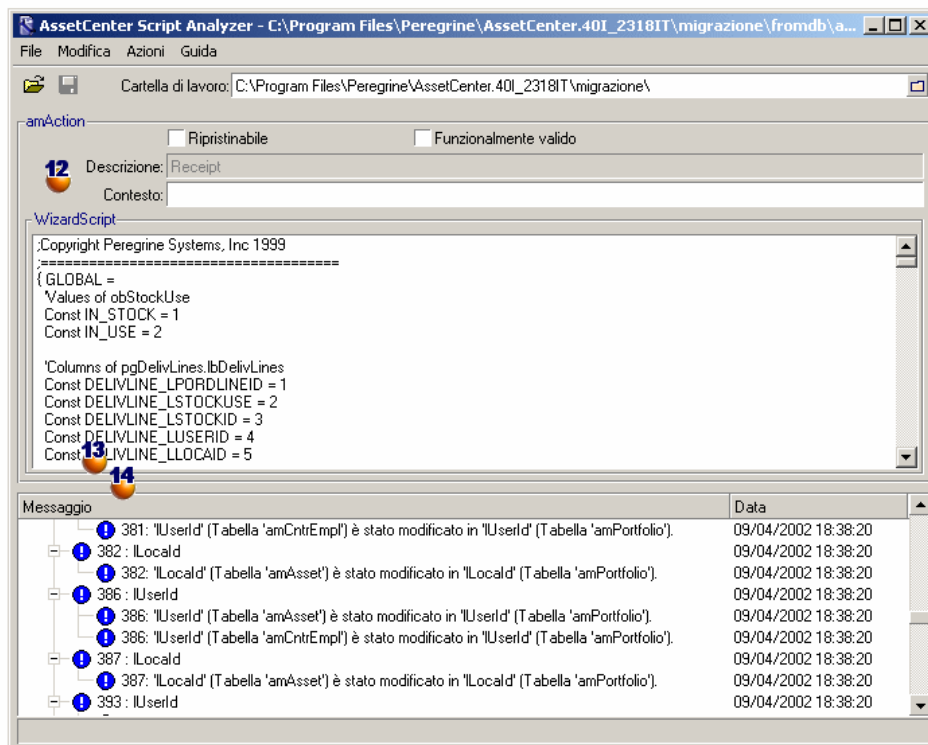 AssetCenter Script Analyzer - C:\Program Files\Peregrine\AssetCenter.40I_2318IT\migrazione\fromdb\a...
File Modifica Azioni Guida
Cartella di lavoro: C:\Program Files\Peregrine\AssetCenter.40I_2318IT\migrazione\
amAction
Ripristinabile Funzionalmente valido
12
Descrizione: Receipt
Contesto:
WizardScript
;Copyright Peregrine Systems, Inc 1999
;=====================================
{ GLOBAL =
'Values of obStockUse
Const IN_STOCK = 1
Const IN_USE = 2
'Columns of pgDelivLines.lbDelivLines
Const DELIVLINE_LPORDLINEID = 1
Const DELIVLINE_LSTOCKUSE = 2
Const DELIVLINE_LSTOCKID = 3
Const DELIVLINE_LUSERID = 4
Const DELIVLINE_LLOCAID = 5
13
14
Messaggio Data
381: 'lUserId' (Tabella 'amCntrEmpl') è stato modificato in 'lUserId' (Tabella 'amPortfolio'). 09/04/2002 18:38:20
382 : lLocaId 09/04/2002 18:38:20
382: 'lLocaId' (Tabella 'amAsset') è stato modificato in 'lLocaId' (Tabella 'amPortfolio'). 09/04/2002 18:38:20
386 : lUserId 09/04/2002 18:38:20
386: 'lUserId' (Tabella 'amAsset') è stato modificato in 'lUserId' (Tabella 'amPortfolio'). 09/04/2002 18:38:20
386: 'lUserId' (Tabella 'amCntrEmpl') è stato modificato in 'lUserId' (Tabella 'amPortfolio'). 09/04/2002 18:38:20
387 : lLocaId 09/04/2002 18:38:20
387: 'lLocaId' (Tabella 'amAsset') è stato modificato in 'lLocaId' (Tabella 'amPortfolio'). 09/04/2002 18:38:20
393 : lUserId 09/04/2002 18:38:20